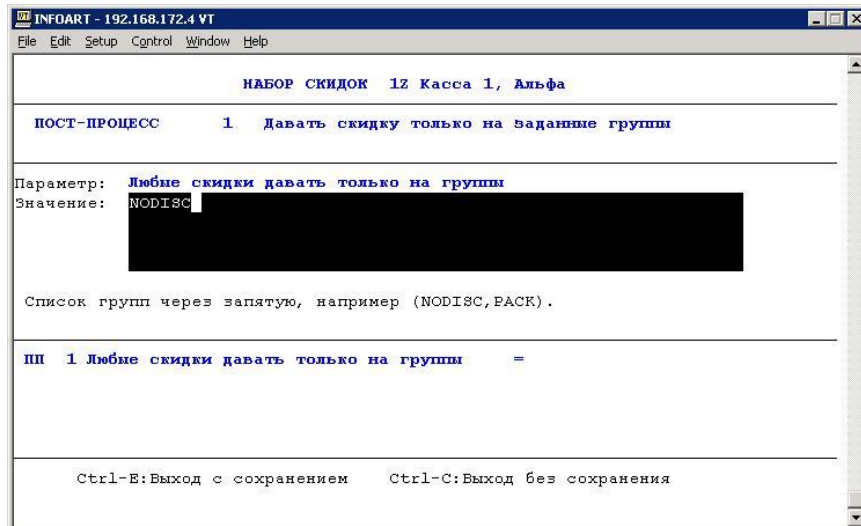 INFOART - 192.168.172.4 VT
File Edit Setup Control Window Help
НАБОР СКИДОК 1Z Касса 1, Альфа
ПОСТ-ПРОЦЕСС 1 Давать скидку только на заданные группы
Параметр: Любые скидки давать только на группы
Значение: NODISC
Список групп через запятую, например (NODISC,PACK).
ПП 1 Любые скидки давать только на группы =
Ctrl-E:Выход с сохранением Ctrl-C:Выход без сохранения